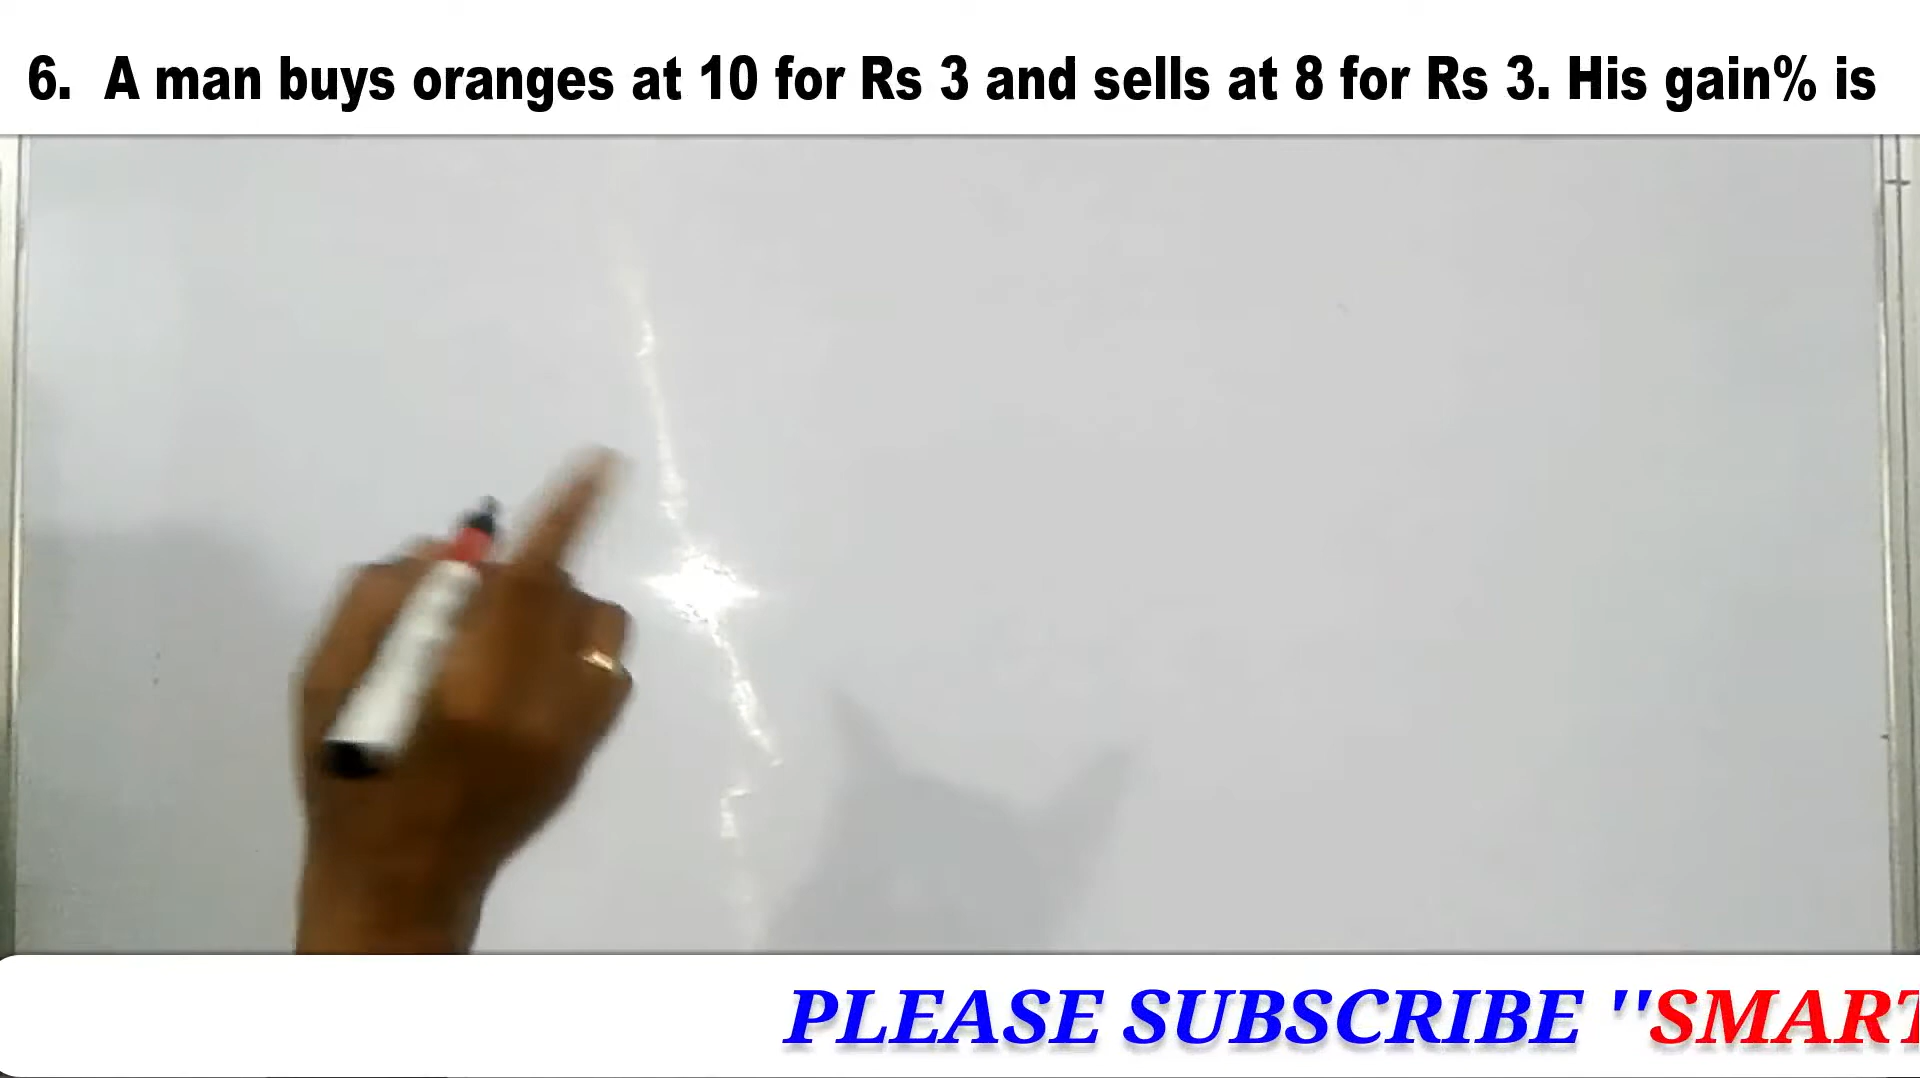 6. A man buys oranges at 10 for Rs 3 and sells at 8 for Rs 3. His gain% is
PLEASE SUBSCRIBE "SMART